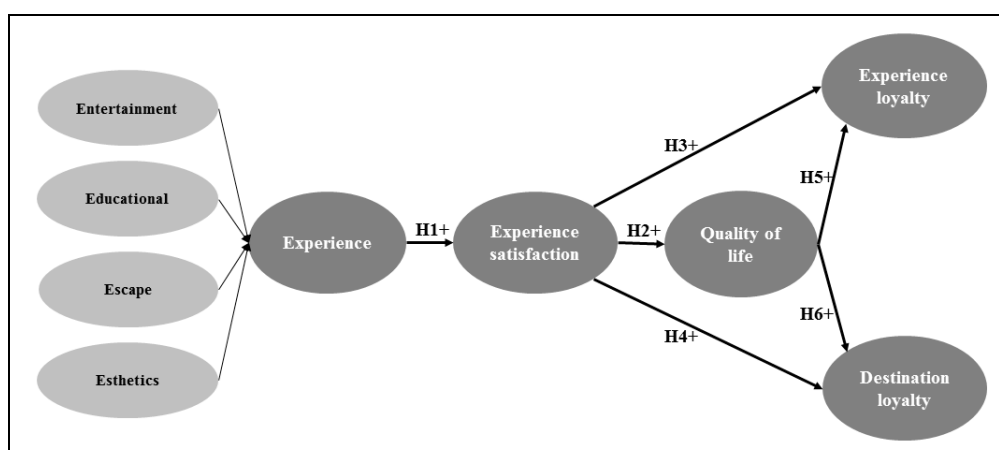 Entertainment
Educational
Escape
Esthetics
Experience
H1+
Experience
satisfaction
H2+
H3+
H4+
Quality of
life
H5+
H6+
Experience
loyalty
Destination
loyalty